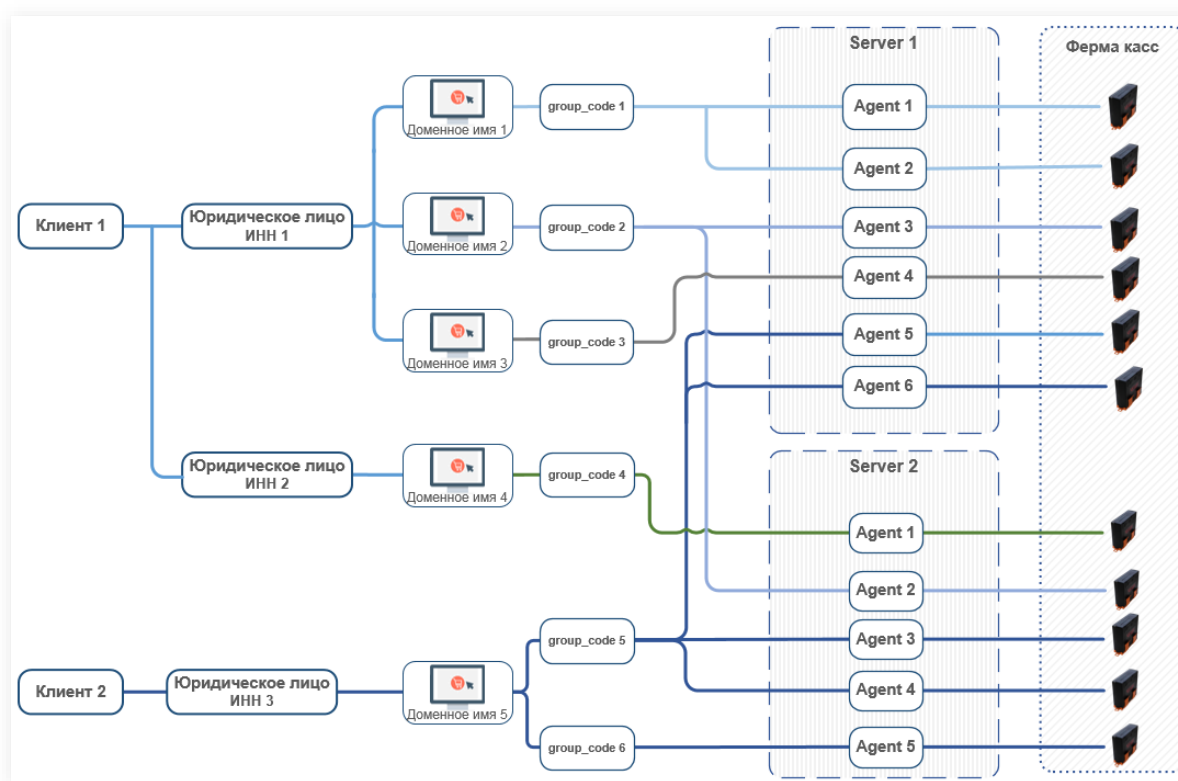 Server 1
Ферма касс
Доменное имя 1
group_code 1
Agent 1
Agent 2
Клиент 1
Юридическое лицо
ИНН 1
Доменное имя 2
group_code 2
Agent 3
Agent 4
Доменное имя 3
group_code 3
Agent 5
Agent 6
Юридическое лицо
ИНН 2
Доменное имя 4
group_code 4
Server 2
Agent 1
Agent 2
group_code 5
Agent 3
Клиент 2
Юридическое лицо
ИНН 3
Доменное имя 5
Agent 4
group_code 6
Agent 5